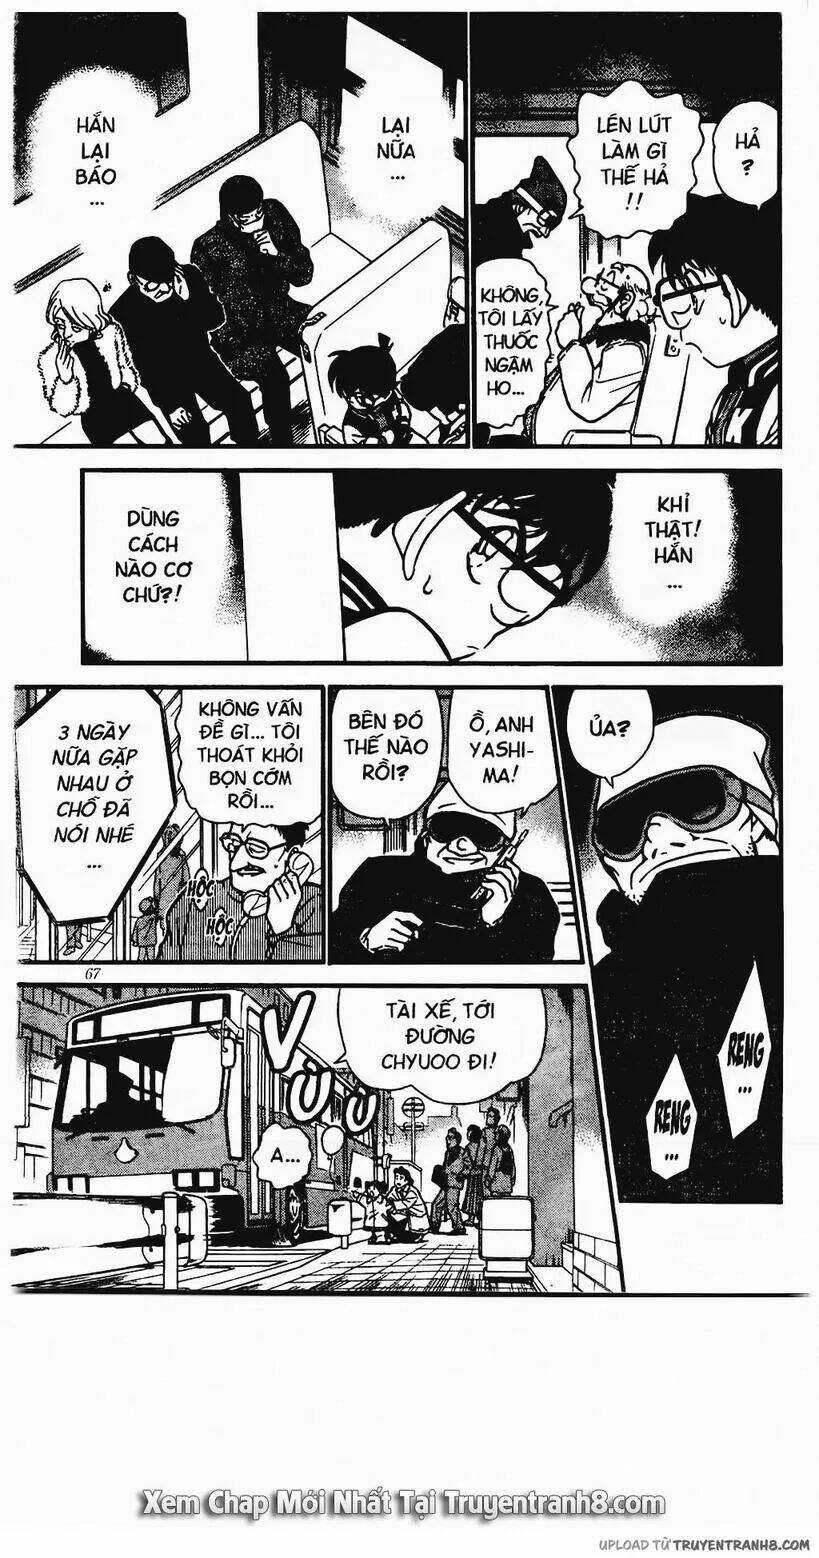 HẢ
?
LÉN LÚT
LÀM GÌ
THẾ HẢ
!!
KHÔNG,
TÔI LẤY
THUỐC
NGẬM
HO...
LẠI
NỮA
...
HẮN
LẠI
BÁO
...
KHỈ
THẬT!
HẮN
...
DÙNG
CÁCH
NÀO CƠ
CHỨ?!
ỦA?
RENG
...
RENG
...
Ồ, ANH
YASHI-
MA!
BÊN ĐÓ
THẾ NÀO
RỒI?
KHÔNG VẤN
ĐỀ GÌ... TÔI
THOÁT KHỎI
BỌN CỚM
RỒI...
HỘC
HỘC
3 NGÀY
NỮA GẶP
NHAU Ở
CHỖ ĐÃ
NÓI NHÉ
...
67
TÀI XẾ, TỚI
ĐƯỜNG
CHYUOO ĐI!
VÙ Ù
A...
Xem Chap Mới Nhất Tại Truyentranh8.com
UPLOAD TỪ TRUYENTRANH8.COM